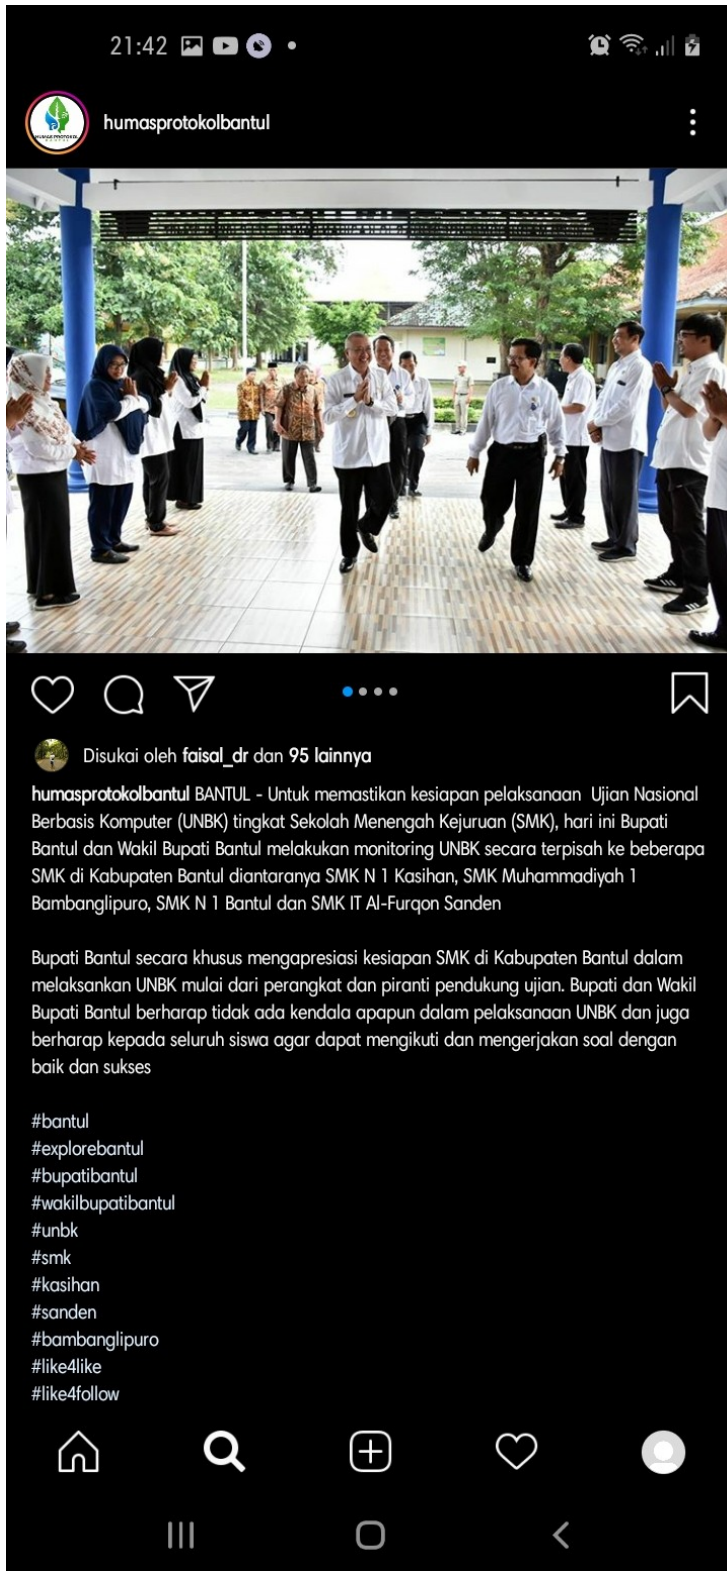 21:42
HUMAS PROTOKOL
BANTUL
humasprotokolbantul
Disukai oleh faisal_dr dan 95 lainnya
humasprotokolbantul BANTUL - Untuk memastikan kesiapan pelaksanaan  Ujian Nasional
Berbasis Komputer (UNBK) tingkat Sekolah Menengah Kejuruan (SMK), hari ini Bupati
Bantul dan Wakil Bupati Bantul melakukan monitoring UNBK secara terpisah ke beberapa
SMK di Kabupaten Bantul diantaranya SMK N 1 Kasihan, SMK Muhammadiyah 1
Bambanglipuro, SMK N 1 Bantul dan SMK IT Al-Furqon Sanden
Bupati Bantul secara khusus mengapresiasi kesiapan SMK di Kabupaten Bantul dalam
melaksankan UNBK mulai dari perangkat dan piranti pendukung ujian. Bupati dan Wakil
Bupati Bantul berharap tidak ada kendala apapun dalam pelaksanaan UNBK dan juga
berharap kepada seluruh siswa agar dapat mengikuti dan mengerjakan soal dengan
baik dan sukses
#bantul
#explorebantul
#bupatibantul
#wakilbupatibantul
#unbk
#smk
#kasihan
#sanden
#bambanglipuro
#like4like
#like4follow